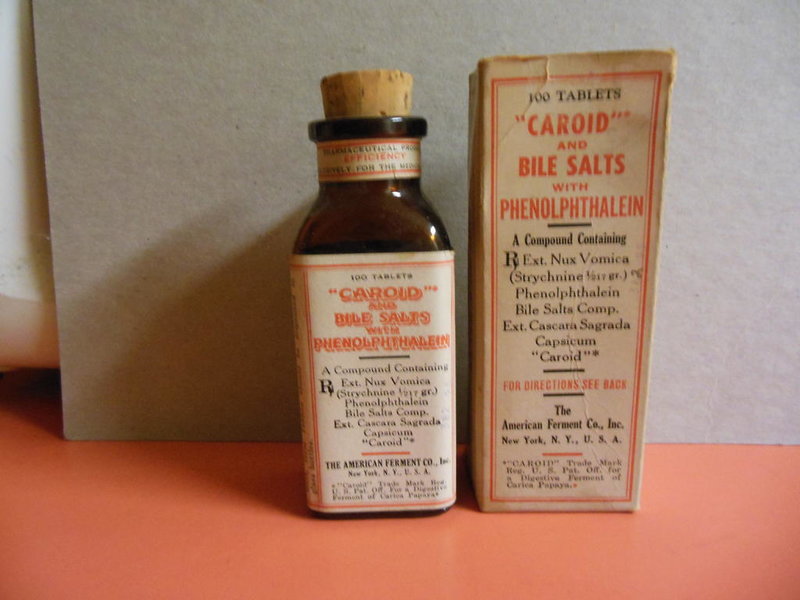 PHARMACEUTICAL
EFFICIENCY
FOR THE
100 TABLETS
"CAROID"*
AND
BILE SALTS
WITH
PHENOLPHTHALEIN
A Compound Containing
℞ Ext. Nux Vomica
(Strychnine 1/217 gr.)
Phenolphthalein
Bile Salts Comp.
Ext. Cascara Sagrada
Capsicum
"Caroid"*
THE AMERICAN FERMENT CO., Inc.
New York, N. Y., U. S. A.
*"Caroid" Trade Mark Reg.
U. S. Pat. Off. For a Digestive
Ferment of Carica Papaya*
100 TABLETS
"CAROID"*
AND
BILE SALTS
WITH
PHENOLPHTHALEIN
A Compound Containing
℞ Ext. Nux Vomica
(Strychnine 1/217 gr.)
Phenolphthalein
Bile Salts Comp.
Ext. Cascara Sagrada
Capsicum
"Caroid"*
FOR DIRECTIONS SEE BACK
The
American Ferment Co., Inc.
New York, N. Y., U. S. A.
*"CAROID" Trade Mark
Reg. U. S. Pat. Off. for
a Digestive Ferment of
Carica Papaya.